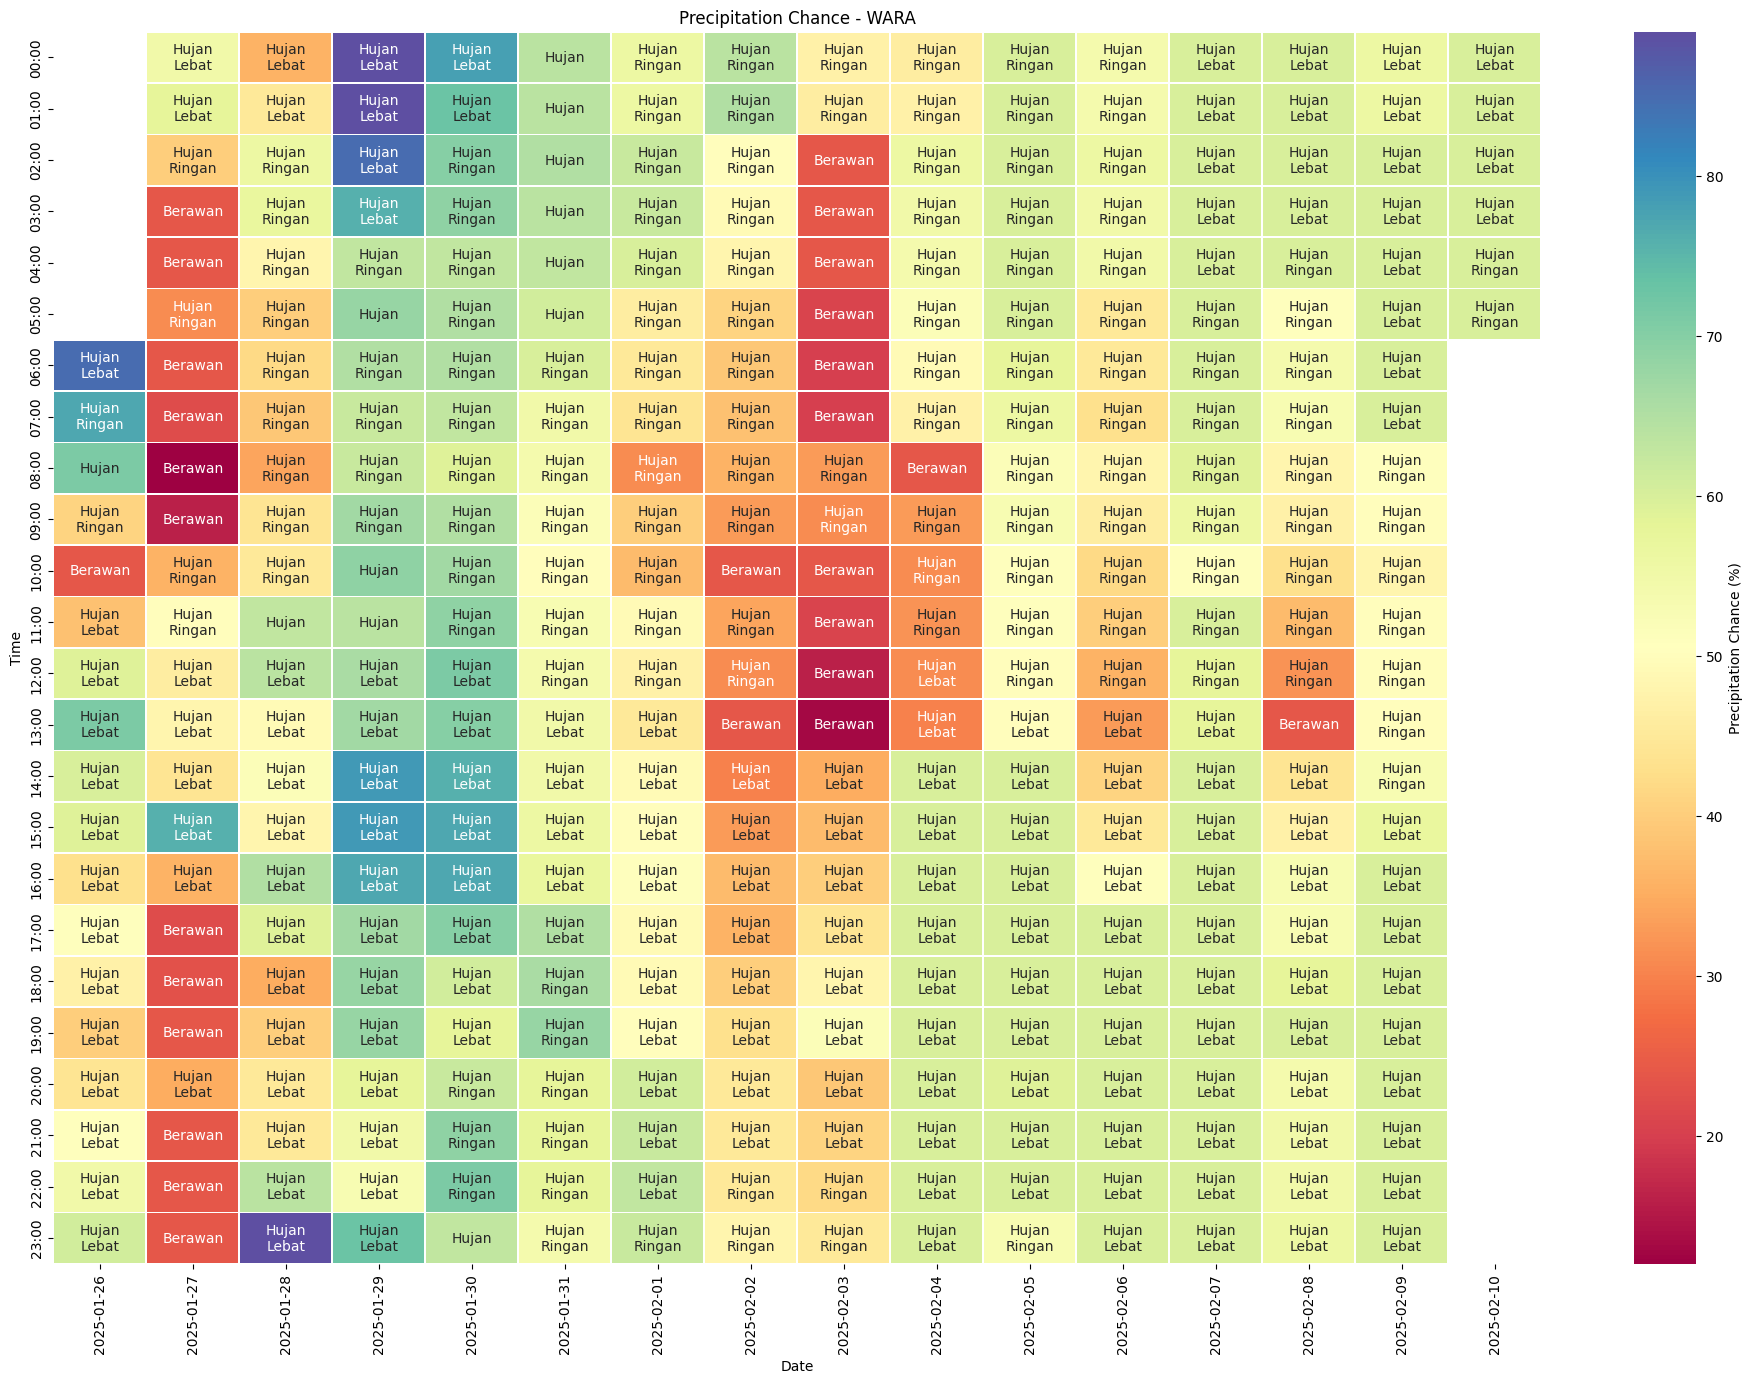 Precipitation Chance - WARA
00:00 Hujan Lebat Hujan Lebat Hujan Lebat Hujan Lebat Hujan Hujan Ringan Hujan Ringan Hujan Ringan Hujan Ringan Hujan Ringan Hujan Ringan Hujan Lebat Hujan Lebat Hujan Lebat Hujan Lebat
01:00 Hujan Lebat Hujan Lebat Hujan Lebat Hujan Lebat Hujan Hujan Ringan Hujan Ringan Hujan Ringan Hujan Ringan Hujan Ringan Hujan Ringan Hujan Lebat Hujan Lebat Hujan Lebat Hujan Lebat
02:00 Hujan Ringan Hujan Ringan Hujan Lebat Hujan Ringan Hujan Hujan Ringan Hujan Ringan Berawan Hujan Ringan Hujan Ringan Hujan Ringan Hujan Lebat Hujan Lebat Hujan Lebat Hujan Lebat
03:00 Berawan Hujan Ringan Hujan Lebat Hujan Ringan Hujan Hujan Ringan Hujan Ringan Berawan Hujan Ringan Hujan Ringan Hujan Ringan Hujan Lebat Hujan Lebat Hujan Lebat Hujan Lebat
04:00 Berawan Hujan Ringan Hujan Ringan Hujan Ringan Hujan Hujan Ringan Hujan Ringan Berawan Hujan Ringan Hujan Ringan Hujan Ringan Hujan Lebat Hujan Ringan Hujan Lebat Hujan Ringan
05:00 Hujan Ringan Hujan Ringan Hujan Hujan Ringan Hujan Hujan Ringan Hujan Ringan Berawan Hujan Ringan Hujan Ringan Hujan Ringan Hujan Ringan Hujan Ringan Hujan Lebat Hujan Ringan
06:00 Hujan Lebat Berawan Hujan Ringan Hujan Ringan Hujan Ringan Hujan Ringan Hujan Ringan Hujan Ringan Berawan Hujan Ringan Hujan Ringan Hujan Ringan Hujan Ringan Hujan Ringan Hujan Lebat
07:00 Hujan Ringan Berawan Hujan Ringan Hujan Ringan Hujan Ringan Hujan Ringan Hujan Ringan Hujan Ringan Berawan Hujan Ringan Hujan Ringan Hujan Ringan Hujan Ringan Hujan Ringan Hujan Lebat
08:00 Hujan Berawan Hujan Ringan Hujan Ringan Hujan Ringan Hujan Ringan Hujan Ringan Hujan Ringan Hujan Ringan Berawan Hujan Ringan Hujan Ringan Hujan Ringan Hujan Ringan Hujan Ringan
09:00 Hujan Ringan Berawan Hujan Ringan Hujan Ringan Hujan Ringan Hujan Ringan Hujan Ringan Hujan Ringan Hujan Ringan Hujan Ringan Hujan Ringan Hujan Ringan Hujan Ringan Hujan Ringan Hujan Ringan
10:00 Berawan Hujan Ringan Hujan Ringan Hujan Hujan Ringan Hujan Ringan Hujan Ringan Berawan Berawan Hujan Ringan Hujan Ringan Hujan Ringan Hujan Ringan Hujan Ringan Hujan Ringan
11:00 Hujan Lebat Hujan Ringan Hujan Hujan Hujan Ringan Hujan Ringan Hujan Ringan Hujan Ringan Berawan Hujan Ringan Hujan Ringan Hujan Ringan Hujan Ringan Hujan Ringan Hujan Ringan
12:00 Hujan Lebat Hujan Lebat Hujan Lebat Hujan Lebat Hujan Lebat Hujan Ringan Hujan Ringan Hujan Ringan Berawan Hujan Lebat Hujan Ringan Hujan Ringan Hujan Ringan Hujan Ringan Hujan Ringan
13:00 Hujan Lebat Hujan Lebat Hujan Lebat Hujan Lebat Hujan Lebat Hujan Lebat Hujan Lebat Berawan Berawan Hujan Lebat Hujan Lebat Hujan Lebat Hujan Lebat Berawan Hujan Ringan
14:00 Hujan Lebat Hujan Lebat Hujan Lebat Hujan Lebat Hujan Lebat Hujan Lebat Hujan Lebat Hujan Lebat Hujan Lebat Hujan Lebat Hujan Lebat Hujan Lebat Hujan Lebat Hujan Lebat Hujan Ringan
15:00 Hujan Lebat Hujan Lebat Hujan Lebat Hujan Lebat Hujan Lebat Hujan Lebat Hujan Lebat Hujan Lebat Hujan Lebat Hujan Lebat Hujan Lebat Hujan Lebat Hujan Lebat Hujan Lebat Hujan Lebat
16:00 Hujan Lebat Hujan Lebat Hujan Lebat Hujan Lebat Hujan Lebat Hujan Lebat Hujan Lebat Hujan Lebat Hujan Lebat Hujan Lebat Hujan Lebat Hujan Lebat Hujan Lebat Hujan Lebat Hujan Lebat
17:00 Hujan Lebat Berawan Hujan Lebat Hujan Lebat Hujan Lebat Hujan Lebat Hujan Lebat Hujan Lebat Hujan Lebat Hujan Lebat Hujan Lebat Hujan Lebat Hujan Lebat Hujan Lebat Hujan Lebat
18:00 Hujan Lebat Berawan Hujan Lebat Hujan Lebat Hujan Lebat Hujan Ringan Hujan Lebat Hujan Lebat Hujan Lebat Hujan Lebat Hujan Lebat Hujan Lebat Hujan Lebat Hujan Lebat Hujan Lebat
19:00 Hujan Lebat Berawan Hujan Lebat Hujan Lebat Hujan Lebat Hujan Ringan Hujan Lebat Hujan Lebat Hujan Lebat Hujan Lebat Hujan Lebat Hujan Lebat Hujan Lebat Hujan Lebat Hujan Lebat
20:00 Hujan Lebat Hujan Lebat Hujan Lebat Hujan Lebat Hujan Ringan Hujan Ringan Hujan Lebat Hujan Lebat Hujan Lebat Hujan Lebat Hujan Lebat Hujan Lebat Hujan Lebat Hujan Lebat Hujan Lebat
21:00 Hujan Lebat Berawan Hujan Lebat Hujan Lebat Hujan Ringan Hujan Ringan Hujan Lebat Hujan Lebat Hujan Lebat Hujan Lebat Hujan Lebat Hujan Lebat Hujan Lebat Hujan Lebat Hujan Lebat
22:00 Hujan Lebat Berawan Hujan Lebat Hujan Lebat Hujan Ringan Hujan Ringan Hujan Lebat Hujan Ringan Hujan Ringan Hujan Lebat Hujan Lebat Hujan Lebat Hujan Lebat Hujan Lebat Hujan Lebat
23:00 Hujan Lebat Berawan Hujan Lebat Hujan Lebat Hujan Hujan Ringan Hujan Ringan Hujan Ringan Hujan Ringan Hujan Lebat Hujan Ringan Hujan Lebat Hujan Lebat Hujan Lebat Hujan Lebat
Time
2025-01-26 2025-01-27 2025-01-28 2025-01-29 2025-01-30 2025-01-31 2025-02-01 2025-02-02 2025-02-03 2025-02-04 2025-02-05 2025-02-06 2025-02-07 2025-02-08 2025-02-09 2025-02-10
Date
80
70
60
50
40
30
20
Precipitation Chance (%)